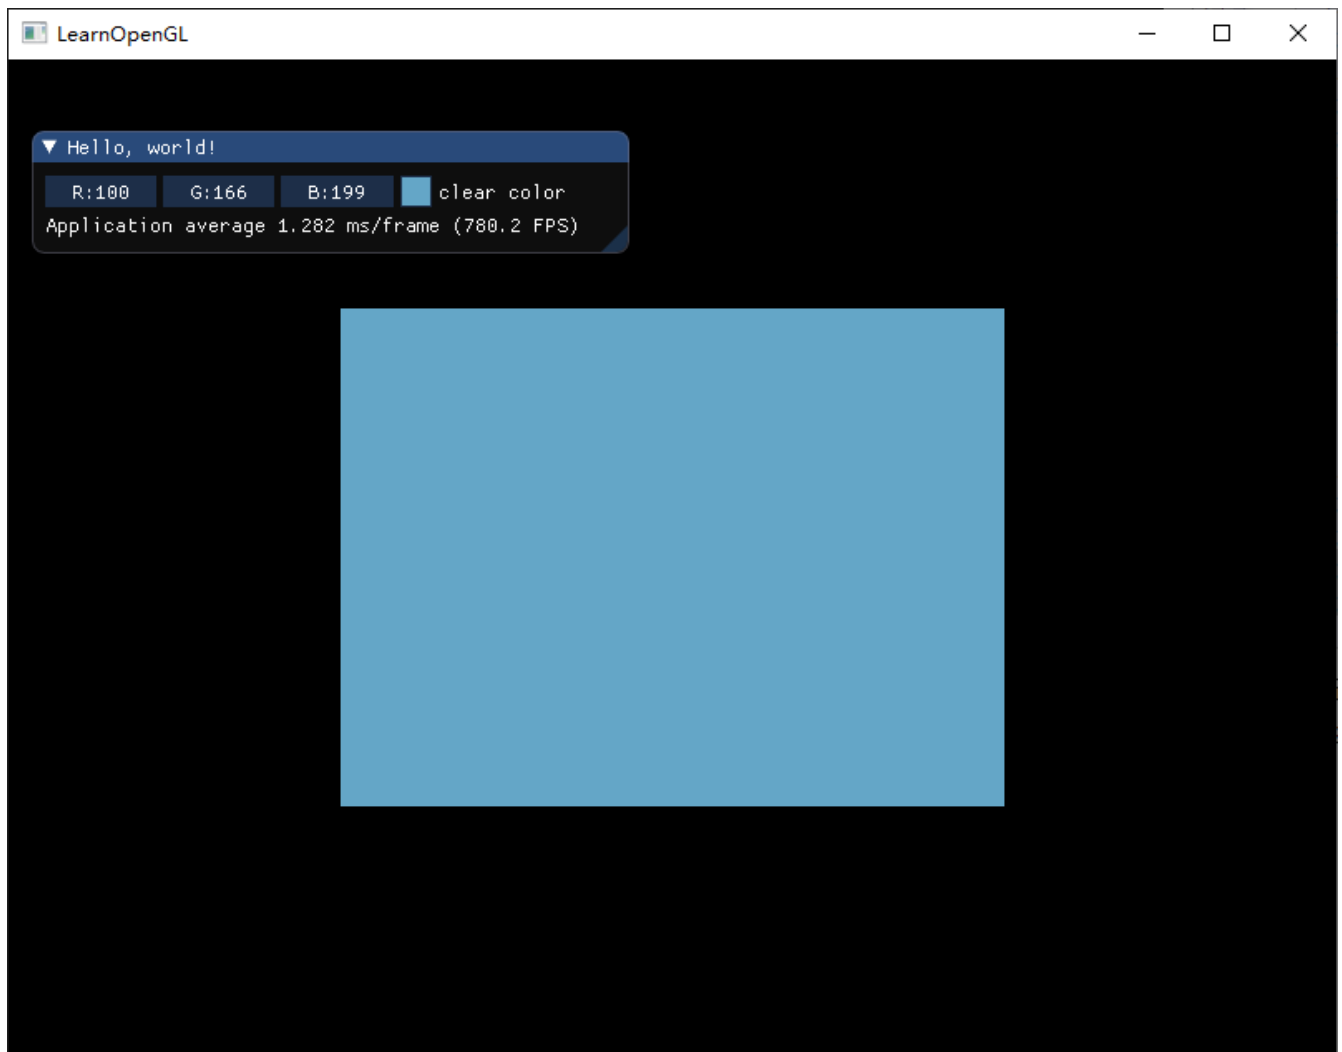 LearnOpenGL
Hello, world!
R:100 G:166 B:199 clear color
Application average 1.282 ms/frame (780.2 FPS)